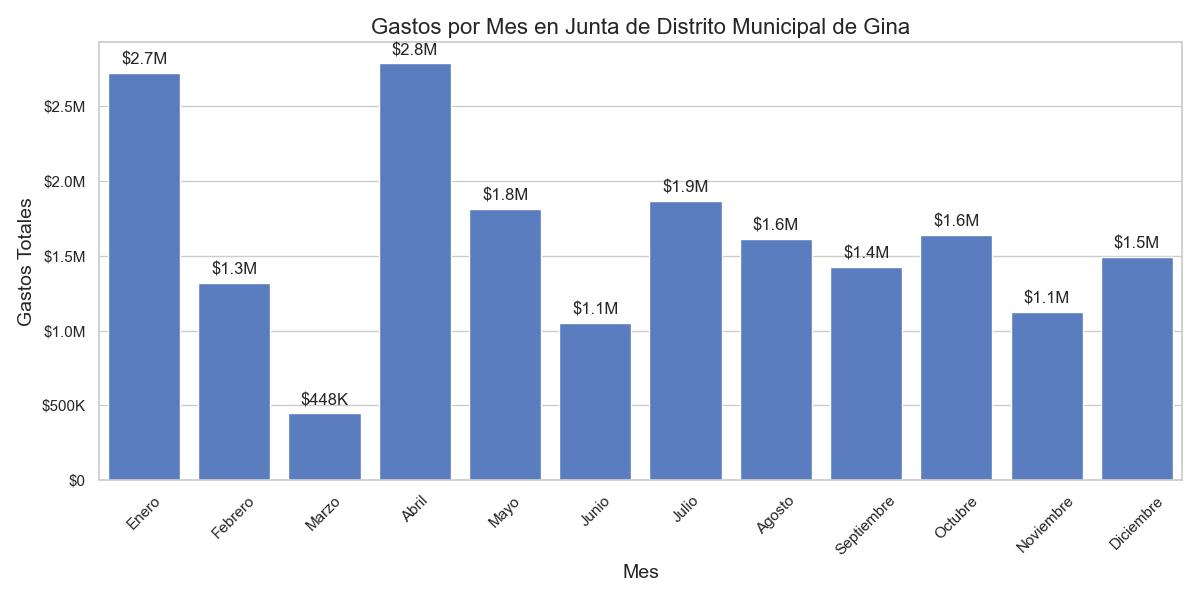 Gastos por Mes en Junta de Distrito Municipal de Gina
Gastos Totales
$2.5M
$2.0M
$1.5M
$1.0M
$500K
$0
$2.7M
$1.3M
$448K
$2.8M
$1.8M
$1.1M
$1.9M
$1.6M
$1.4M
$1.6M
$1.1M
$1.5M
Enero
Febrero
Marzo
Abril
Mayo
Junio
Julio
Agosto
Septiembre
Octubre
Noviembre
Diciembre
Mes